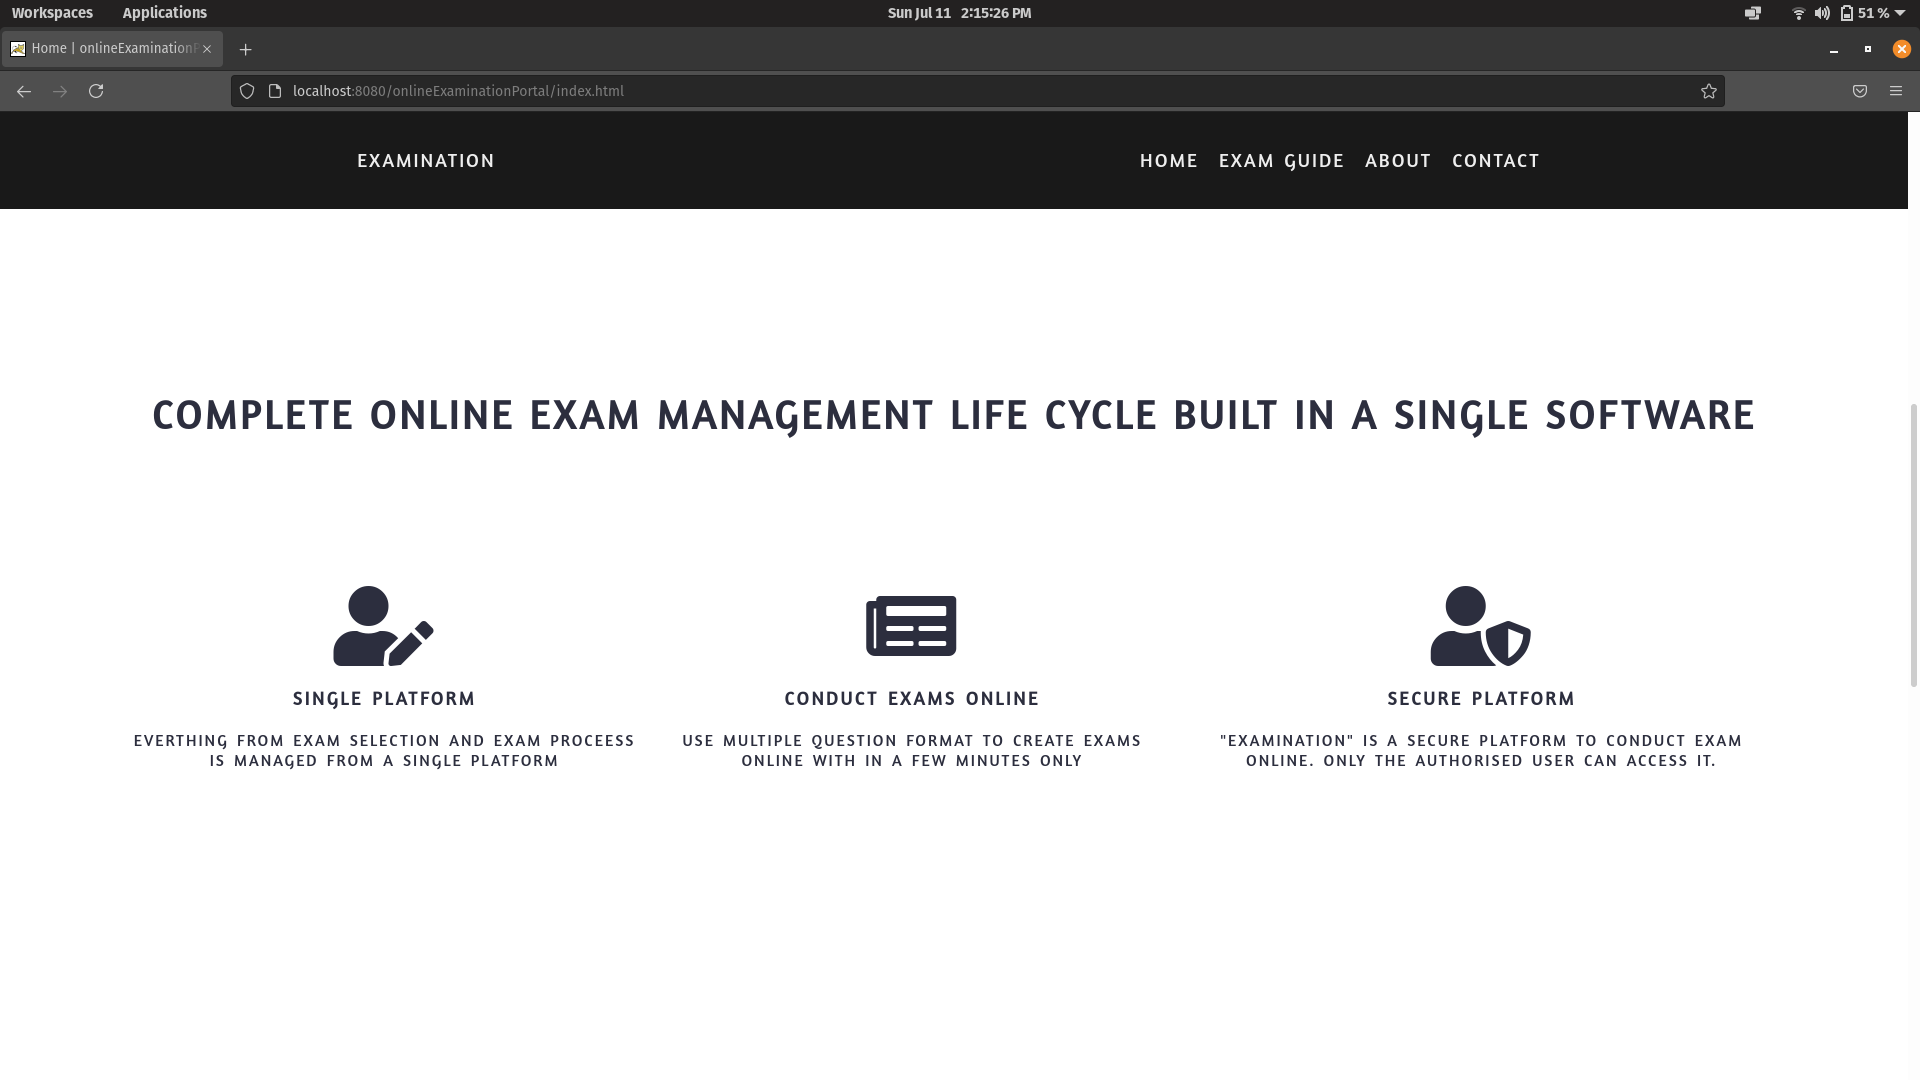 Workspaces Applications Sun Jul 11 2:15:26 PM 51 %
Home | onlineExamination
localhost:8080/onlineExaminationPortal/index.html
EXAMINATION HOME EXAM GUIDE ABOUT CONTACT
COMPLETE ONLINE EXAM MANAGEMENT LIFE CYCLE BUILT IN A SINGLE SOFTWARE
SINGLE PLATFORM
EVERTHING FROM EXAM SELECTION AND EXAM PROCEESS
IS MANAGED FROM A SINGLE PLATFORM
CONDUCT EXAMS ONLINE
USE MULTIPLE QUESTION FORMAT TO CREATE EXAMS
ONLINE WITH IN A FEW MINUTES ONLY
SECURE PLATFORM
"EXAMINATION" IS A SECURE PLATFORM TO CONDUCT EXAM
ONLINE. ONLY THE AUTHORISED USER CAN ACCESS IT.